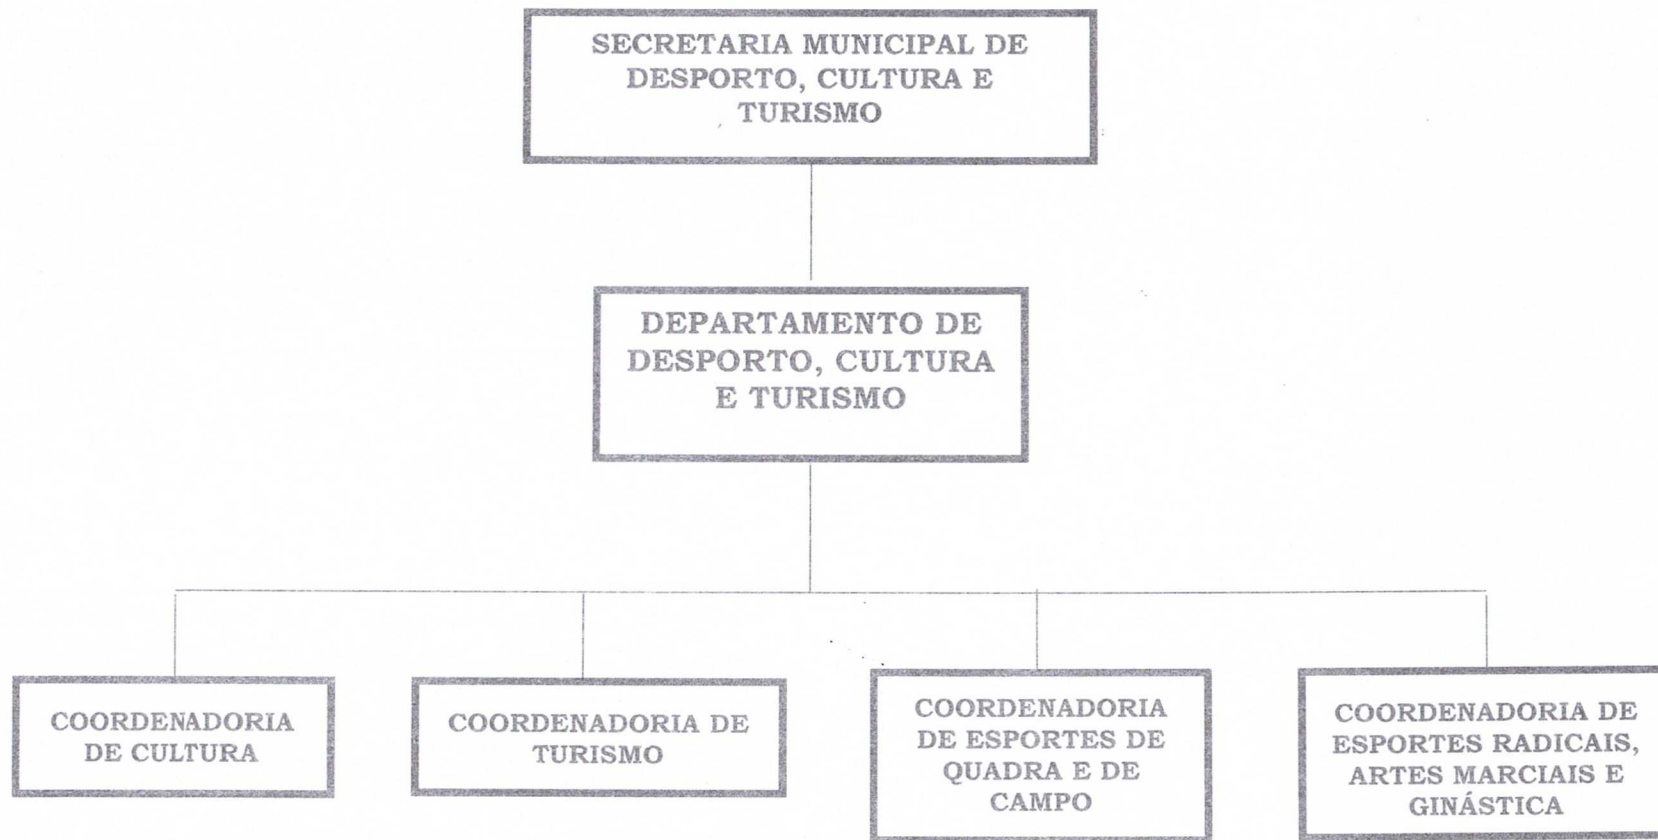 SECRETARIA MUNICIPAL DE
DESPORTO, CULTURA E
TURISMO
DEPARTAMENTO DE
DESPORTO, CULTURA
E TURISMO
COORDENADORIA
DE CULTURA
COORDENADORIA DE
TURISMO
COORDENADORIA
DE ESPORTES DE
QUADRA E DE
CAMPO
COORDENADORIA DE
ESPORTES RADICAIS,
ARTES MARCIAIS E
GINÁSTICA